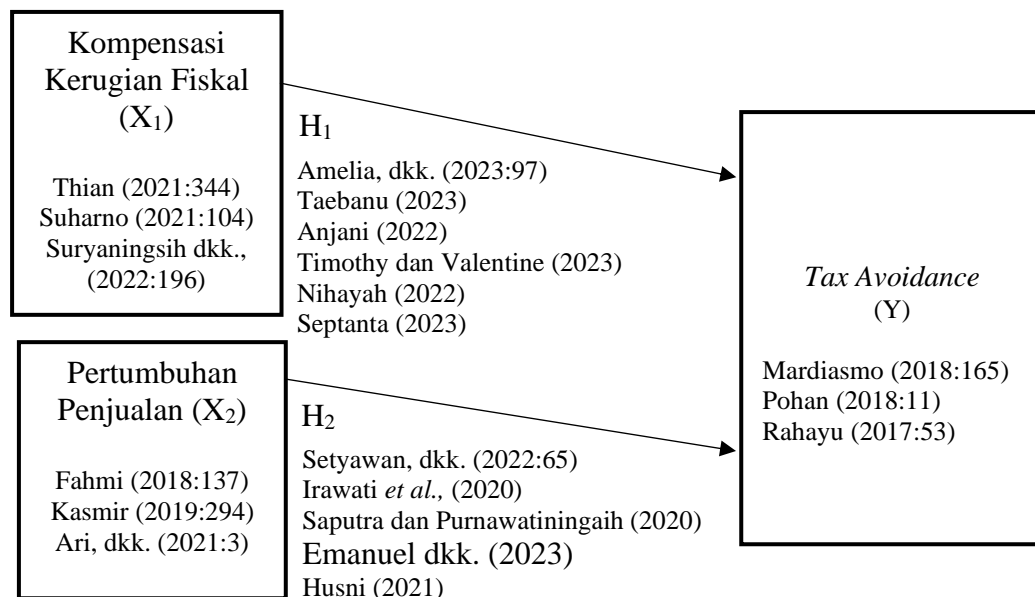 Kompensasi
Kerugian Fiskal
(X₁)
Thian (2021:344)
Suharno (2021:104)
Suryaningsih dkk.,
(2022:196)
H₁
Amelia, dkk. (2023:97)
Taebanu (2023)
Anjani (2022)
Timothy dan Valentine (2023)
Nihayah (2022)
Septanta (2023)
Pertumbuhan
Penjualan (X₂)
Fahmi (2018:137)
Kasmir (2019:294)
Ari, dkk. (2021:3)
H₂
Setyawan, dkk. (2022:65)
Irawati et al., (2020)
Saputra dan Purnawatiningaih (2020)
Emanuel dkk. (2023)
Husni (2021)
Tax Avoidance
(Y)
Mardiasmo (2018:165)
Pohan (2018:11)
Rahayu (2017:53)